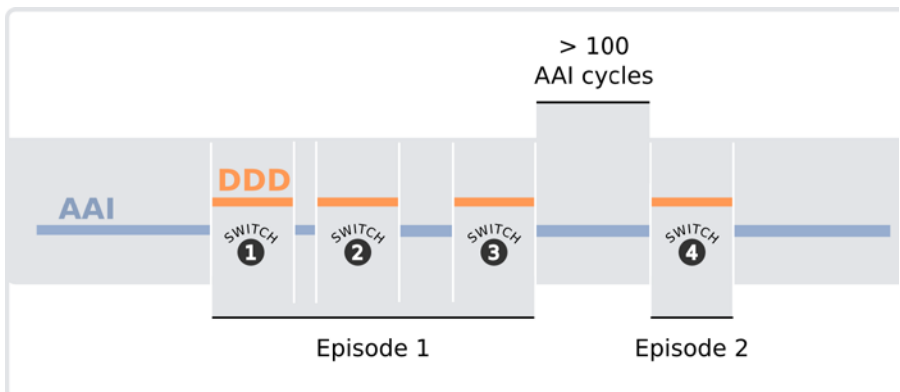 > 100
AAI cycles
DDD
AAI
SWITCH
1
SWITCH
2
SWITCH
3
SWITCH
4
Episode 1
Episode 2